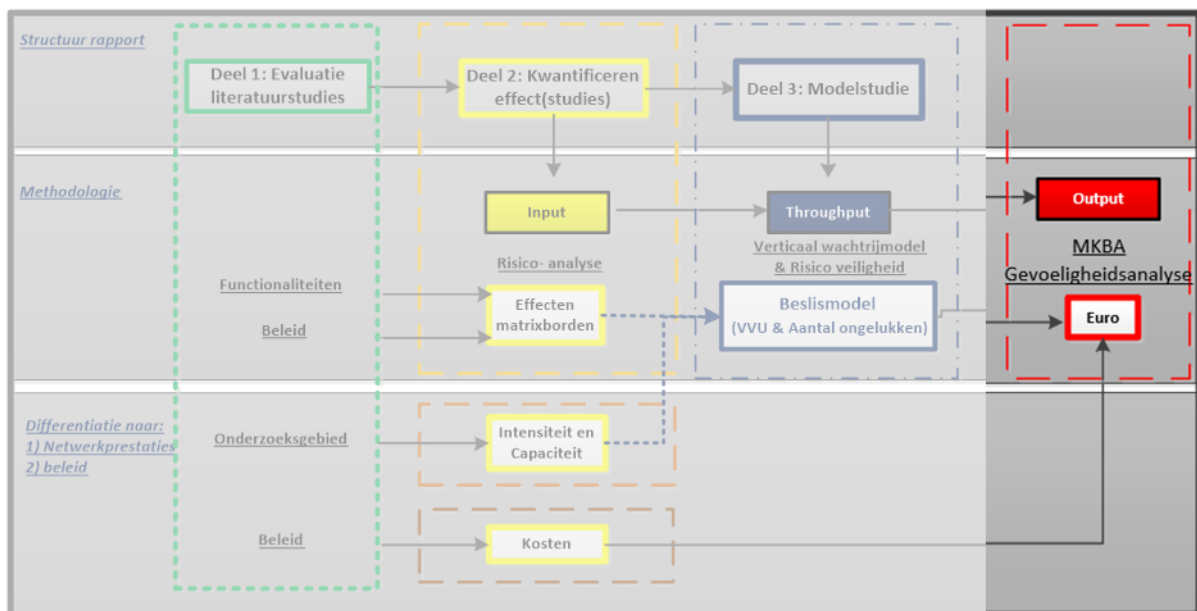 Structuur rapport
Deel 1: Evaluatie
literatuurstudies
Deel 2: Kwantificeren
effect(studies)
Deel 3: Modelstudie
Methodologie
Input
Throughput
Output
Risico- analyse
Verticaal wachtrijmodel
& Risico veiligheid
MKBA
Gevoeligheidsanalyse
Functionaliteiten
Beleid
Effecten
matrixborden
Beslismodel
(VVU & Aantal ongelukken)
Euro
Differentiatie naar:
1) Netwerkprestaties
2) beleid
Onderzoeksgebied
Intensiteit en
Capaciteit
Beleid
Kosten